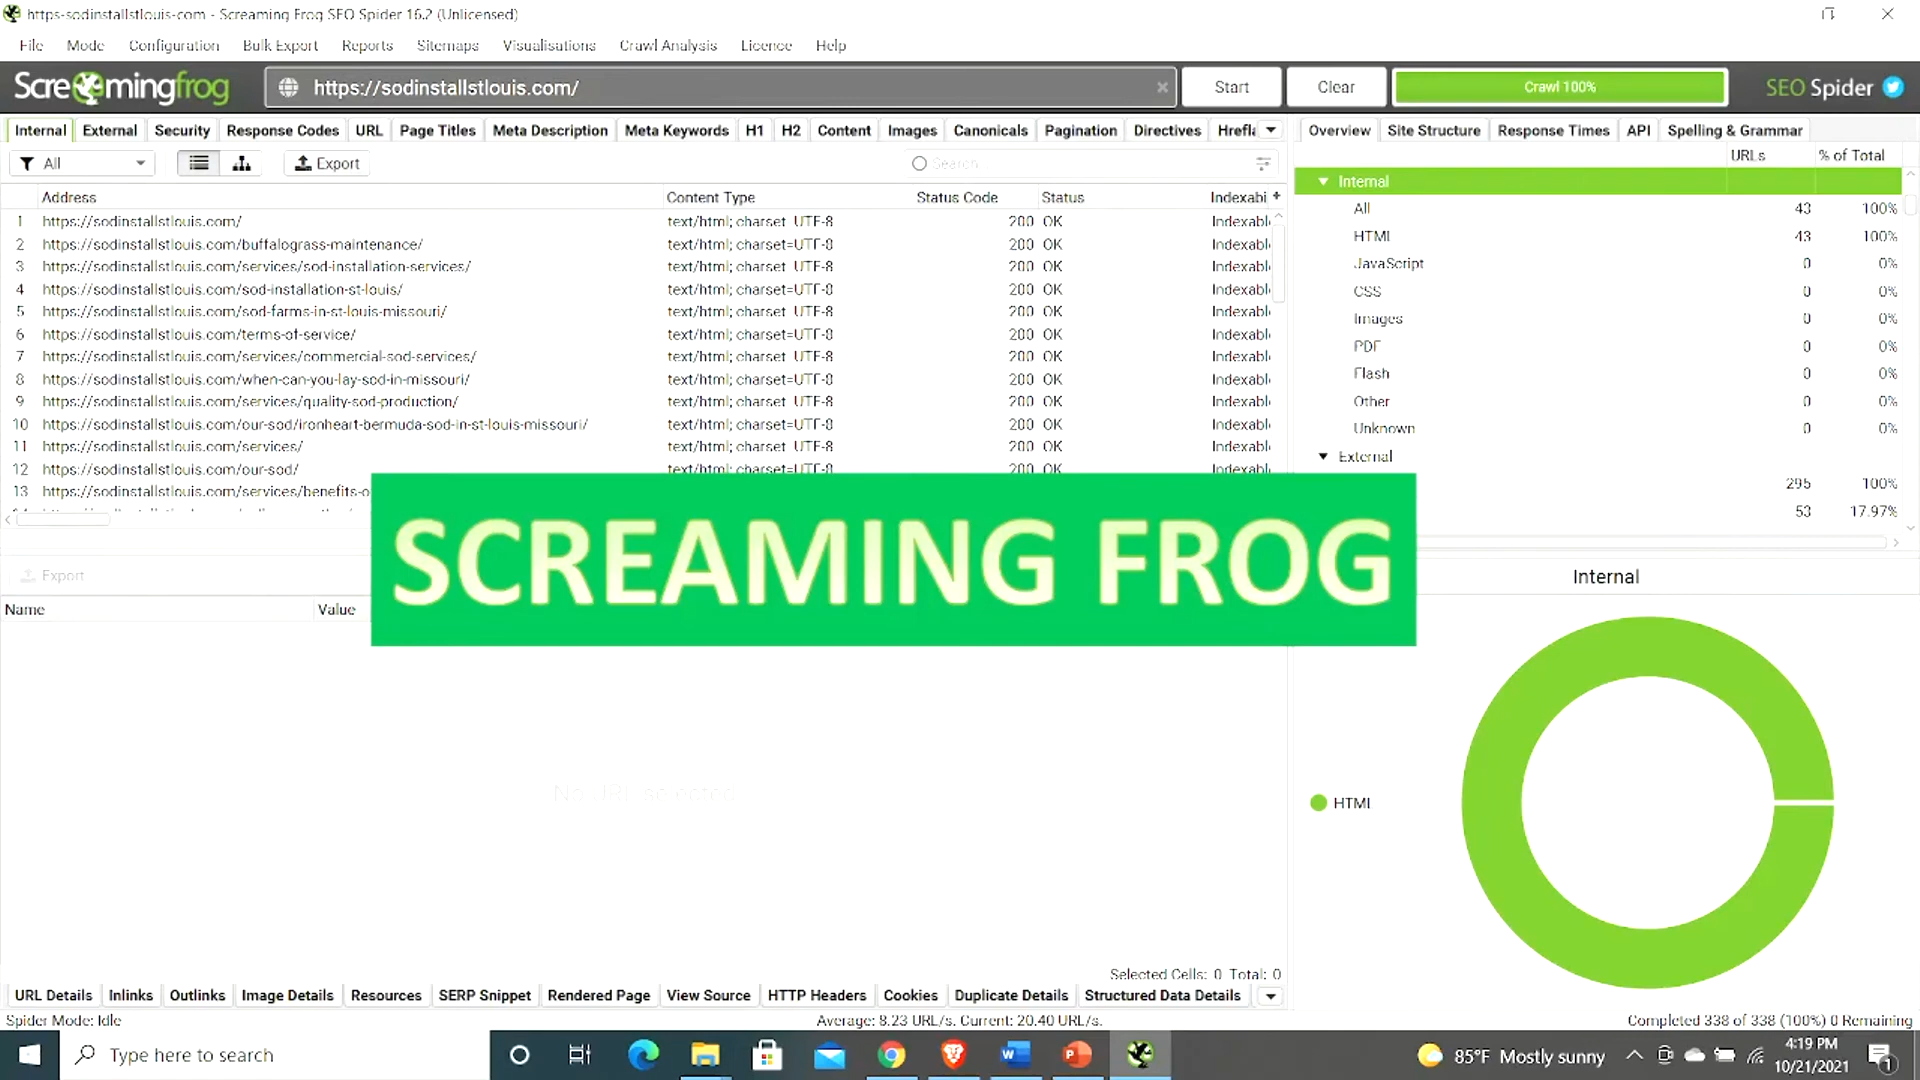 https-sodinstallstlouis-com - Screaming Frog SEO Spider 16.2 (Unlicensed)
File Mode Configuration Bulk Export Reports Sitemaps Visualisations Crawl Analysis Licence Help
Screamingfrog https://sodinstallstlouis.com/ Start Clear Crawl 100% SEO Spider
Internal External Security Response Codes URL Page Titles Meta Description Meta Keywords H1 H2 Content Images Canonicals Pagination Directives Hrefla Overview Site Structure Response Times API Spelling & Grammar
All Export Search
URLs % of Total
Address Content Type Status Code Status Indexabi +
Internal
1 https://sodinstallstlouis.com/ text/html; charset UTF-8 200 OK Indexabl
All 43 100%
2 https://sodinstallstlouis.com/buffalograss-maintenance/ text/html; charset=UTF-8 200 OK Indexabl
HTML 43 100%
3 https://sodinstallstlouis.com/services/sod-installation-services/ text/html; charset UTF-8 200 OK Indexabl
JavaScript 0 0%
4 https://sodinstallstlouis.com/sod-installation-st-louis/ text/html; charset=UTF-8 200 OK Indexabl
CSS 0 0%
5 https://sodinstallstlouis.com/sod-farms-in-st-louis-missouri/ text/html; charset UTF-8 200 OK Indexabl
Images 0 0%
6 https://sodinstallstlouis.com/terms-of-service/ text/html; charset=UTF-8 200 OK Indexabl
PDF 0 0%
7 https://sodinstallstlouis.com/services/commercial-sod-services/ text/html; charset UTF-8 200 OK Indexabl
Flash 0 0%
8 https://sodinstallstlouis.com/when-can-you-lay-sod-in-missouri/ text/html; charset=UTF-8 200 OK Indexabl
Other 0 0%
9 https://sodinstallstlouis.com/services/quality-sod-production/ text/html; charset UTF-8 200 OK Indexabl
Unknown 0 0%
10 https://sodinstallstlouis.com/our-sod/ironheart-bermuda-sod-in-st-louis-missouri/ text/html; charset=UTF-8 200 OK Indexabl
11 https://sodinstallstlouis.com/services/ text/html; charset UTF-8 200 OK Indexabl
External
12 https://sodinstallstlouis.com/our-sod/ text/html; charset=UTF-8 200 OK Indexabl
295 100%
13 https://sodinstallstlouis.com/services/benefits-o
53 17.97%
SCREAMING FROG
Export
Internal
Name Value
No URL selected
HTML
Selected Cells: 0 Total: 0
URL Details Inlinks Outlinks Image Details Resources SERP Snippet Rendered Page View Source HTTP Headers Cookies Duplicate Details Structured Data Details
Spider Mode: Idle Average: 8.23 URL/s. Current: 20.40 URL/s. Completed 338 of 338 (100%) 0 Remaining
Type here to search 85°F Mostly sunny 4:19 PM
10/21/2021 1